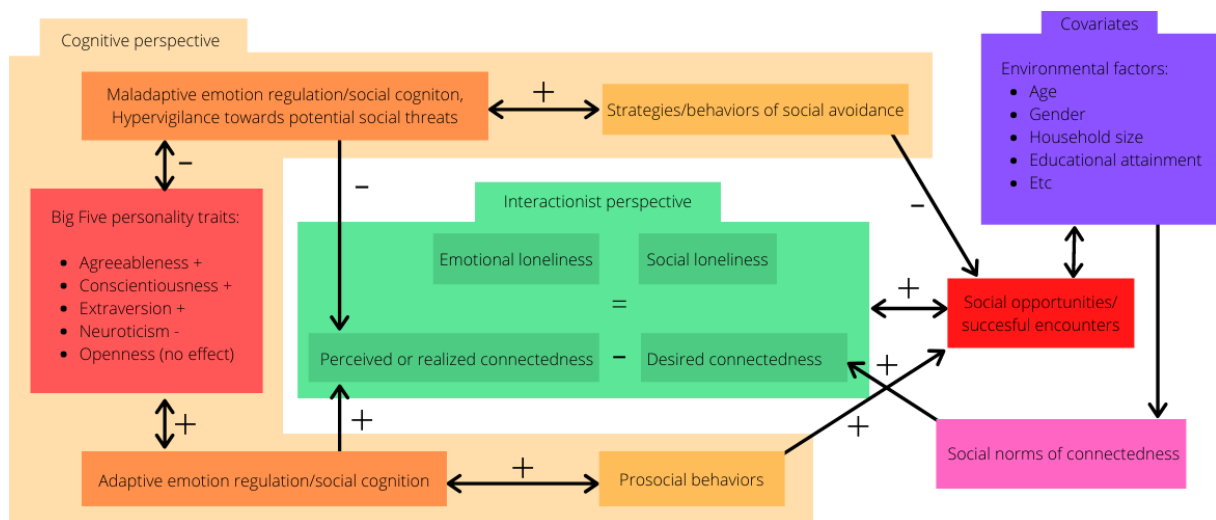 Cognitive perspective
Maladaptive emotion regulation/social cogniton,
Hypervigilance towards potential social threats
+
Strategies/behaviors of social avoidance
Covariates
Environmental factors:
• Age
• Gender
• Household size
• Educational attainment
• Etc
-
-
-
Big Five personality traits:
• Agreeableness +
• Conscientiousness +
• Extraversion +
• Neuroticism -
• Openness (no effect)
Interactionist perspective
Emotional loneliness
Social loneliness
=
Perceived or realized connectedness
-
Desired connectedness
+
Social opportunities/
succesful encounters
+
+
+
+
Adaptive emotion regulation/social cognition
+
Prosocial behaviors
Social norms of connectedness